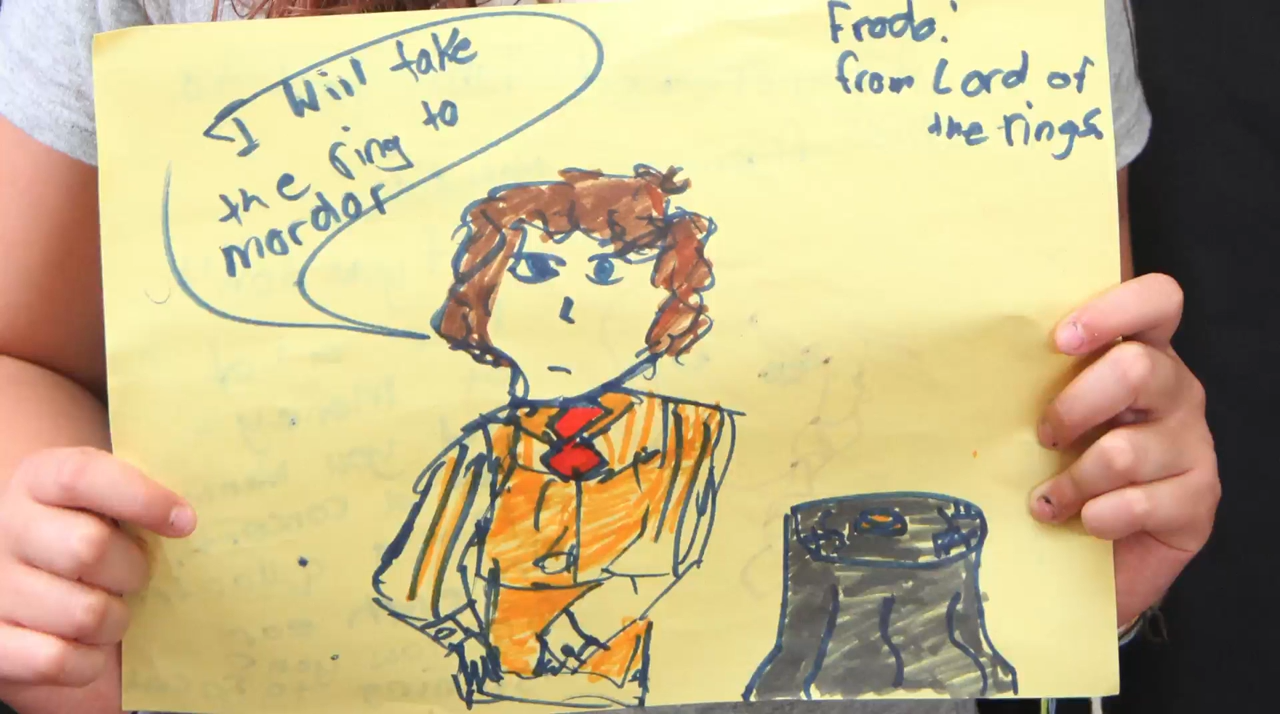 I Will take
the ring to
mordor
Frodo!
from Lord of
the rings